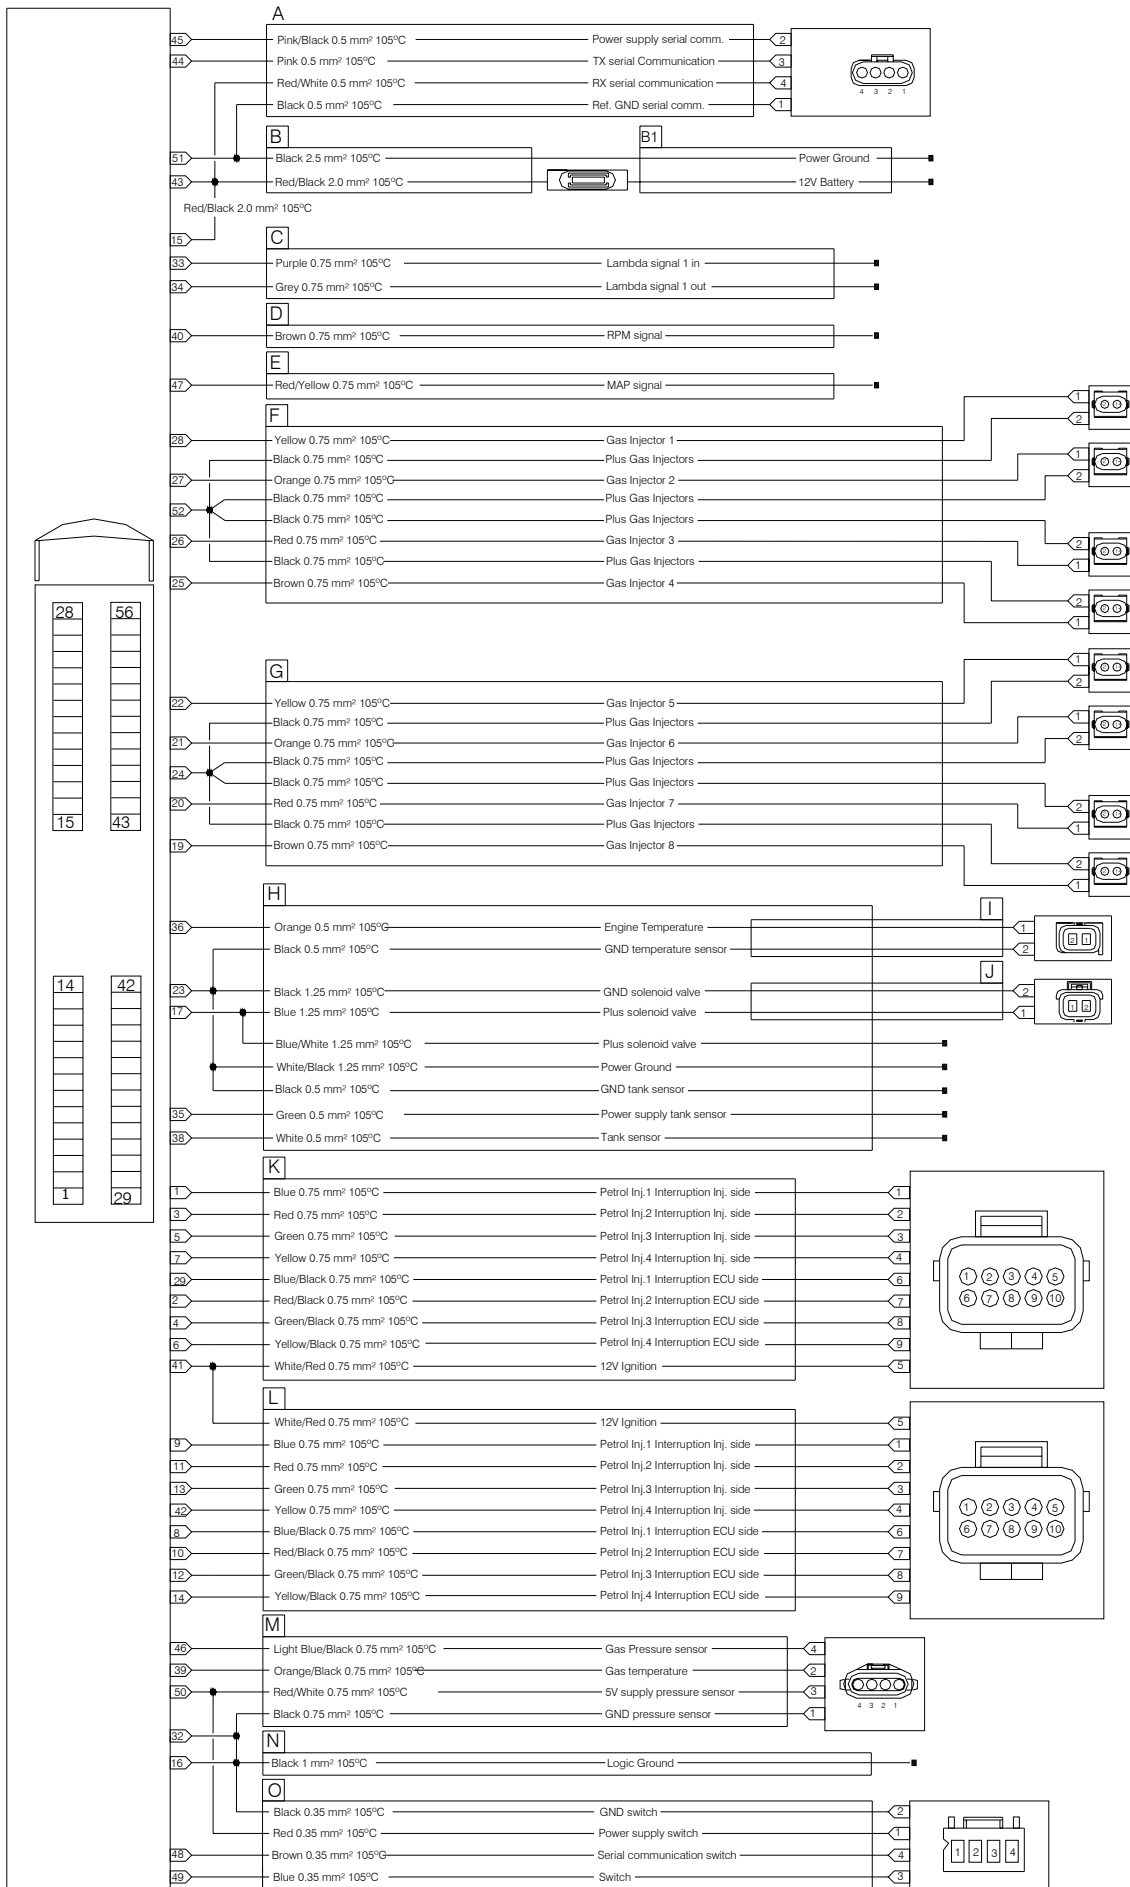 A
45 Pink/Black 0.5 mm² 105ºC Power supply serial comm. 2
44 Pink 0.5 mm² 105ºC TX serial Communication 3
Red/White 0.5 mm² 105ºC RX serial communication 4
Black 0.5 mm² 105ºC Ref. GND serial comm. 1
4 3 2 1
B B1
51 Black 2.5 mm² 105ºC Power Ground
43 Red/Black 2.0 mm² 105ºC 12V Battery
Red/Black 2.0 mm² 105ºC
15
C
33 Purple 0.75 mm² 105ºC Lambda signal 1 in
34 Grey 0.75 mm² 105ºC Lambda signal 1 out
D
40 Brown 0.75 mm² 105ºC RPM signal
E
47 Red/Yellow 0.75 mm² 105ºC MAP signal
F
28 Yellow 0.75 mm² 105ºC Gas Injector 1 1
Black 0.75 mm² 105ºC Plus Gas Injectors 2
27 Orange 0.75 mm² 105ºC Gas Injector 2 1
Black 0.75 mm² 105ºC Plus Gas Injectors 2
52
Black 0.75 mm² 105ºC Plus Gas Injectors 2
26 Red 0.75 mm² 105ºC Gas Injector 3 1
Black 0.75 mm² 105ºC Plus Gas Injectors 2
25 Brown 0.75 mm² 105ºC Gas Injector 4 1
28 56
15 43
G
22 Yellow 0.75 mm² 105ºC Gas Injector 5 1
Black 0.75 mm² 105ºC Plus Gas Injectors 2
21 Orange 0.75 mm² 105ºC Gas Injector 6 1
Black 0.75 mm² 105ºC Plus Gas Injectors 2
24
Black 0.75 mm² 105ºC Plus Gas Injectors 2
20 Red 0.75 mm² 105ºC Gas Injector 7 1
Black 0.75 mm² 105ºC Plus Gas Injectors 2
19 Brown 0.75 mm² 105ºC Gas Injector 8 1
H I
36 Orange 0.5 mm² 105ºC Engine Temperature 1
Black 0.5 mm² 105ºC GND temperature sensor 2
2 1
J
23 Black 1.25 mm² 105ºC GND solenoid valve 2
17 Blue 1.25 mm² 105ºC Plus solenoid valve 1
1 2
Blue/White 1.25 mm² 105ºC Plus solenoid valve
White/Black 1.25 mm² 105ºC Power Ground
Black 0.5 mm² 105ºC GND tank sensor
35 Green 0.5 mm² 105ºC Power supply tank sensor
38 White 0.5 mm² 105ºC Tank sensor
14 42
1 29
K
1 Blue 0.75 mm² 105ºC Petrol Inj.1 Interruption Inj. side 1
3 Red 0.75 mm² 105ºC Petrol Inj.2 Interruption Inj. side 2
5 Green 0.75 mm² 105ºC Petrol Inj.3 Interruption Inj. side 3
7 Yellow 0.75 mm² 105ºC Petrol Inj.4 Interruption Inj. side 4
29 Blue/Black 0.75 mm² 105ºC Petrol Inj.1 Interruption ECU side 6
2 Red/Black 0.75 mm² 105ºC Petrol Inj.2 Interruption ECU side 7
4 Green/Black 0.75 mm² 105ºC Petrol Inj.3 Interruption ECU side 8
6 Yellow/Black 0.75 mm² 105ºC Petrol Inj.4 Interruption ECU side 9
41 White/Red 0.75 mm² 105ºC 12V Ignition 5
1 2 3 4 5
6 7 8 9 10
L
White/Red 0.75 mm² 105ºC 12V Ignition 5
9 Blue 0.75 mm² 105ºC Petrol Inj.1 Interruption Inj. side 1
11 Red 0.75 mm² 105ºC Petrol Inj.2 Interruption Inj. side 2
13 Green 0.75 mm² 105ºC Petrol Inj.3 Interruption Inj. side 3
42 Yellow 0.75 mm² 105ºC Petrol Inj.4 Interruption Inj. side 4
8 Blue/Black 0.75 mm² 105ºC Petrol Inj.1 Interruption ECU side 6
10 Red/Black 0.75 mm² 105ºC Petrol Inj.2 Interruption ECU side 7
12 Green/Black 0.75 mm² 105ºC Petrol Inj.3 Interruption ECU side 8
14 Yellow/Black 0.75 mm² 105ºC Petrol Inj.4 Interruption ECU side 9
1 2 3 4 5
6 7 8 9 10
M
46 Light Blue/Black 0.75 mm² 105ºC Gas Pressure sensor 4
39 Orange/Black 0.75 mm² 105ºC Gas temperature 2
50 Red/White 0.75 mm² 105ºC 5V supply pressure sensor 3
Black 0.75 mm² 105ºC GND pressure sensor 1
4 3 2 1
32
N
16 Black 1 mm² 105ºC Logic Ground
O
Black 0.35 mm² 105ºC GND switch 2
Red 0.35 mm² 105ºC Power supply switch 1
48 Brown 0.35 mm² 105ºC Serial communication switch 4
49 Blue 0.35 mm² 105ºC Switch 3
1 2 3 4